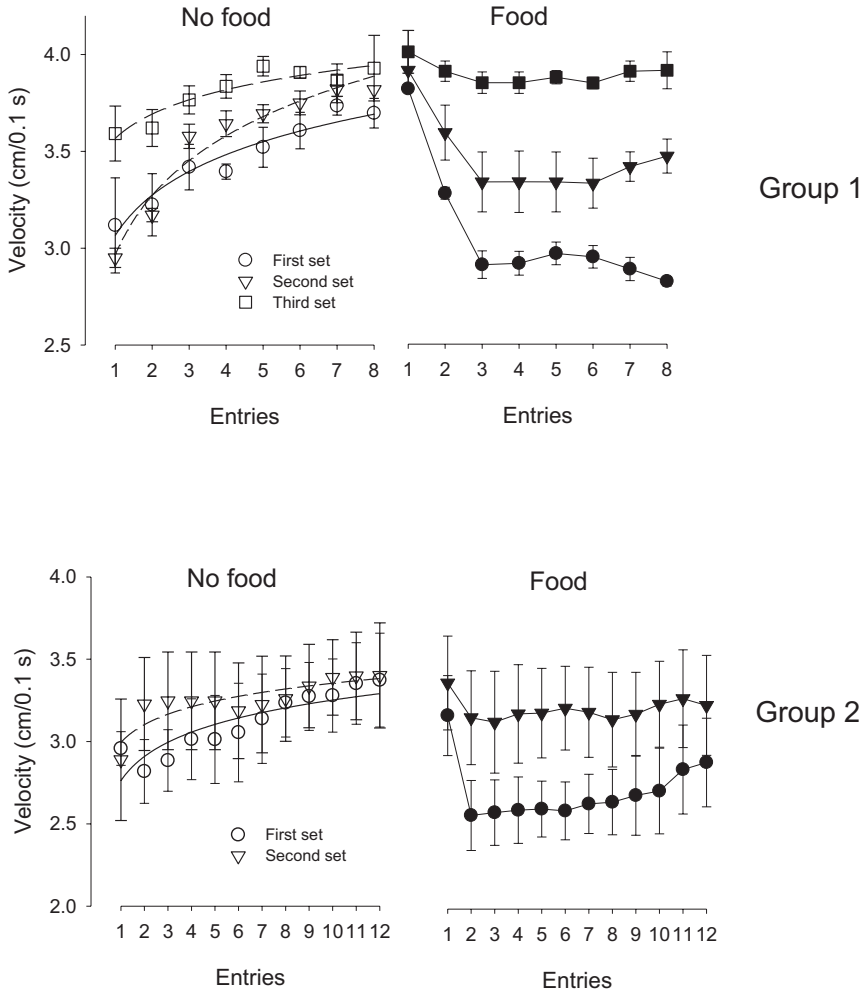 No food
Food
Velocity (cm/0.1 s)
4.0
3.5
3.0
2.5
First set
Second set
Third set
1 2 3 4 5 6 7 8
1 2 3 4 5 6 7 8
Entries
Entries
Group 1
No food
Food
Velocity (cm/0.1 s)
4.0
3.5
3.0
2.5
2.0
First set
Second set
1 2 3 4 5 6 7 8 9 10 11 12
1 2 3 4 5 6 7 8 9 10 11 12
Entries
Entries
Group 2